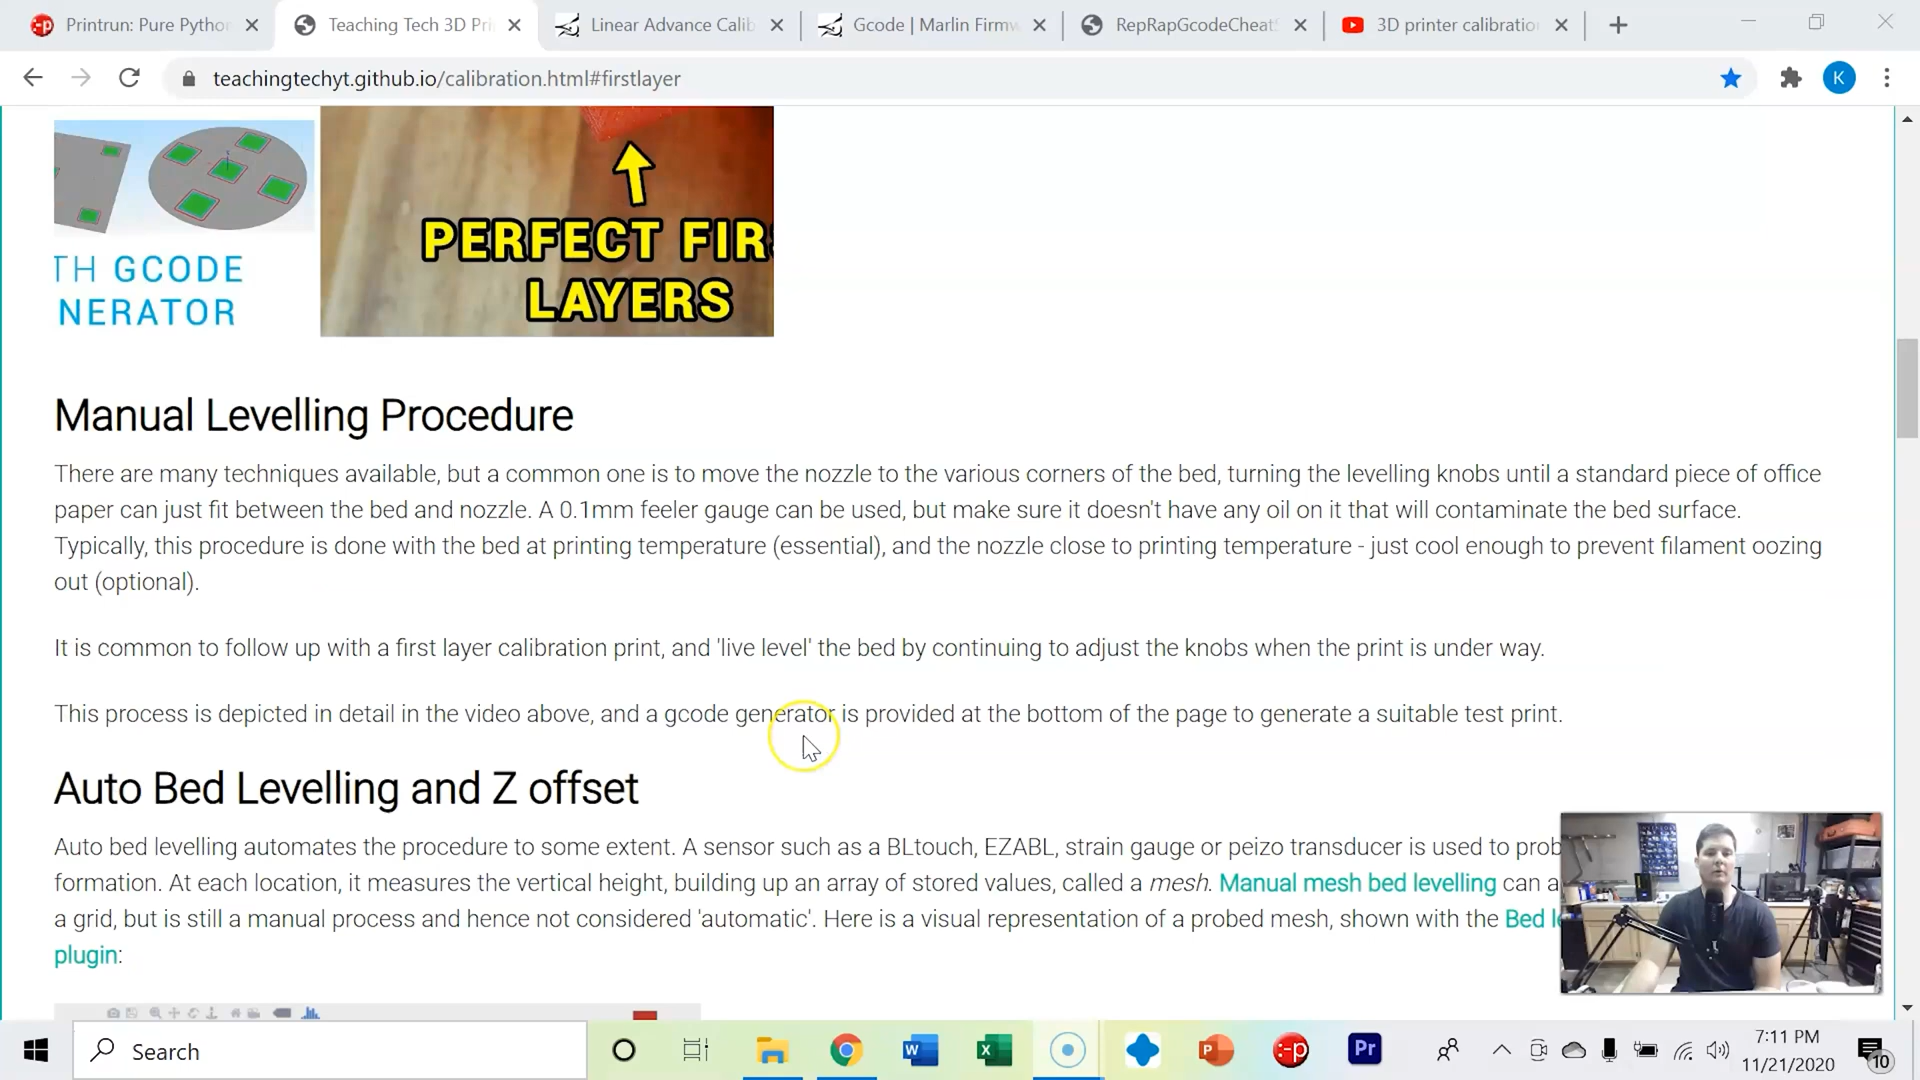 Printrun: Pure Pythor
Teaching Tech 3D Pri
Linear Advance Calib
Gcode | Marlin Firmw
RepRapGcodeCheatS
3D printer calibratio
teachingtechyt.github.io/calibration.html#firstlayer
K
TH GCODE
NERATOR
PERFECT FIRS
LAYERS
Manual Levelling Procedure
There are many techniques available, but a common one is to move the nozzle to the various corners of the bed, turning the levelling knobs until a standard piece of office
paper can just fit between the bed and nozzle. A 0.1mm feeler gauge can be used, but make sure it doesn't have any oil on it that will contaminate the bed surface.
Typically, this procedure is done with the bed at printing temperature (essential), and the nozzle close to printing temperature - just cool enough to prevent filament oozing
out (optional).
It is common to follow up with a first layer calibration print, and 'live level' the bed by continuing to adjust the knobs when the print is under way.
This process is depicted in detail in the video above, and a gcode generator is provided at the bottom of the page to generate a suitable test print.
Auto Bed Levelling and Z offset
Auto bed levelling automates the procedure to some extent. A sensor such as a BLtouch, EZABL, strain gauge or peizo transducer is used to prob
formation. At each location, it measures the vertical height, building up an array of stored values, called a mesh. Manual mesh bed levelling can a
a grid, but is still a manual process and hence not considered 'automatic'. Here is a visual representation of a probed mesh, shown with the Bed le
plugin:
Search
7:11 PM
11/21/2020
10